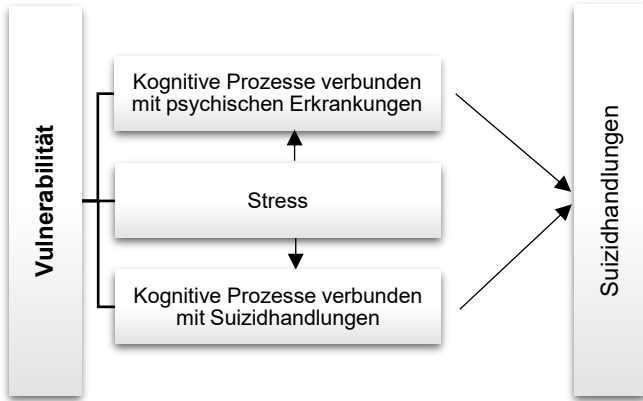 Vulnerabilität
Kognitive Prozesse verbunden
mit psychischen Erkrankungen
Stress
Kognitive Prozesse verbunden
mit Suizidhandlungen
Suizidhandlungen